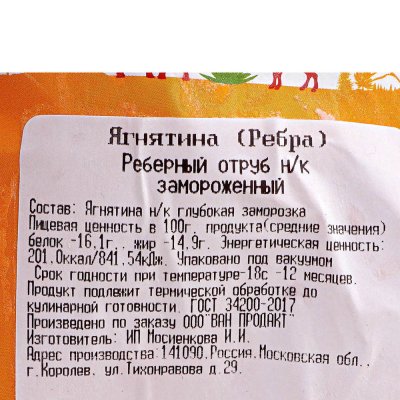 Ягнятина (Ребра)
Реберный отруб н/к
замороженный
Состав: Ягнятина н/к глубокая заморозка
Пищевая ценность в 100г. продукта(средние значения)
белок -16,1г., жир -14,9г. Энергетическая ценность:
201,0ккал/841,54кДж. Упаковано под вакуумом
Срок годности при температуре-18с -12 месяцев.
Продукт подлежит термической обработке до
кулинарной готовности. ГОСТ 34200-2017
Произведено по заказу ООО"ВАН ПРОДАКТ"
Изготовитель: ИП Мосиенкова И.И.
Адрес производства:141090,Россия,Московская обл.,
г.Королев, ул.Тихонравова д.29.